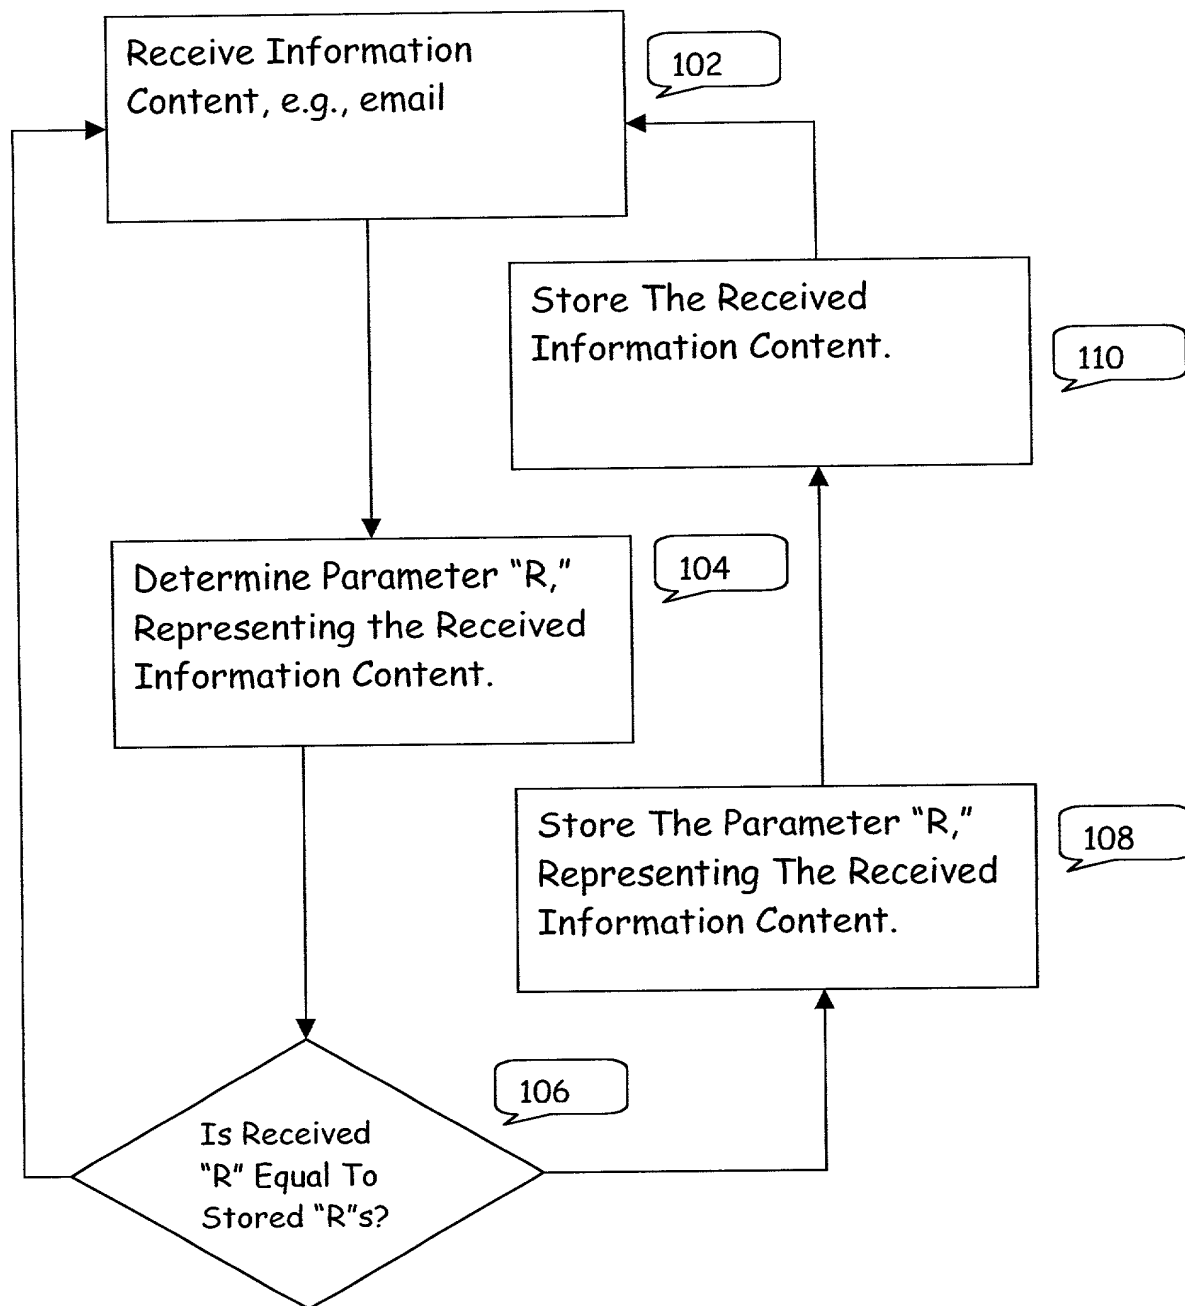 Receive Information
Content, e.g., email
102
Store The Received
Information Content.
110
Determine Parameter “R,”
Representing the Received
Information Content.
104
Store The Parameter “R,”
Representing The Received
Information Content.
108
106
Is Received
“R” Equal To
Stored “R”s?